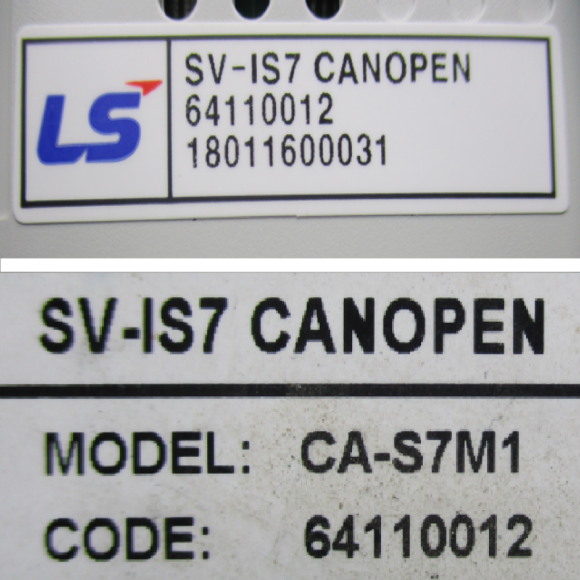 LS
SV-IS7 CANOPEN
64110012
18011600031
SV-IS7 CANOPEN
MODEL: CA-S7M1
CODE: 64110012